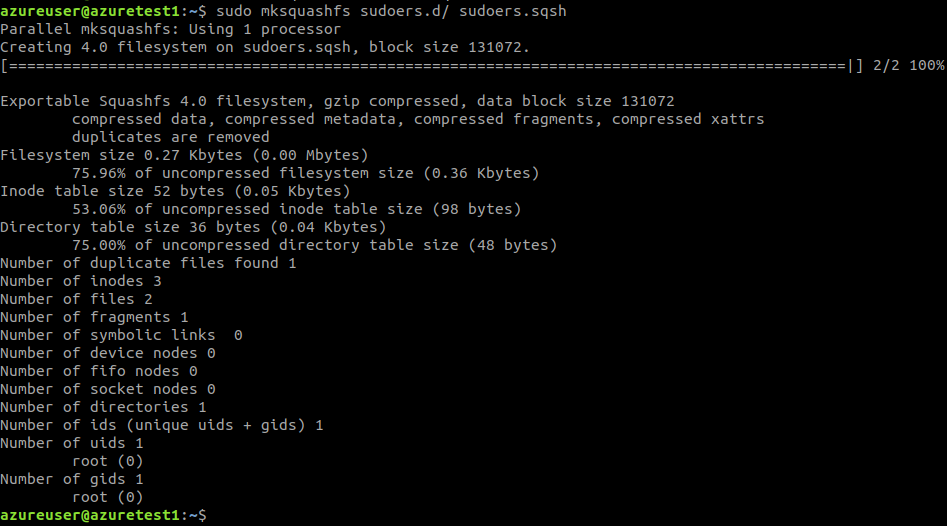 azureuser@azuretest1:~$ sudo mksquashfs sudoers.d/ sudoers.sqsh
Parallel mksquashfs: Using 1 processor
Creating 4.0 filesystem on sudoers.sqsh, block size 131072.
[=============================================================================================|] 2/2 100%
Exportable Squashfs 4.0 filesystem, gzip compressed, data block size 131072
        compressed data, compressed metadata, compressed fragments, compressed xattrs
        duplicates are removed
Filesystem size 0.27 Kbytes (0.00 Mbytes)
        75.96% of uncompressed filesystem size (0.36 Kbytes)
Inode table size 52 bytes (0.05 Kbytes)
        53.06% of uncompressed inode table size (98 bytes)
Directory table size 36 bytes (0.04 Kbytes)
        75.00% of uncompressed directory table size (48 bytes)
Number of duplicate files found 1
Number of inodes 3
Number of files 2
Number of fragments 1
Number of symbolic links  0
Number of device nodes 0
Number of fifo nodes 0
Number of socket nodes 0
Number of directories 1
Number of ids (unique uids + gids) 1
Number of uids 1
        root (0)
Number of gids 1
        root (0)
azureuser@azuretest1:~$